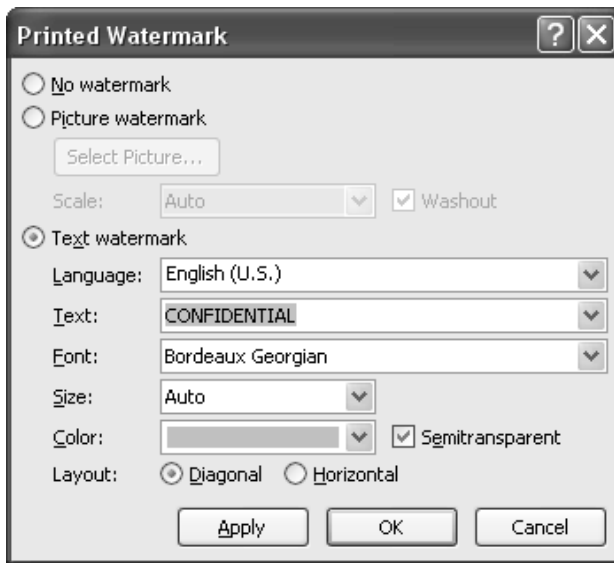 Printed Watermark
No watermark
Picture watermark
Select Picture...
Scale: Auto Washout
Text watermark
Language: English (U.S.)
Text: CONFIDENTIAL
Font: Bordeaux Georgian
Size: Auto
Color: Semitransparent
Layout: Diagonal Horizontal
Apply OK Cancel